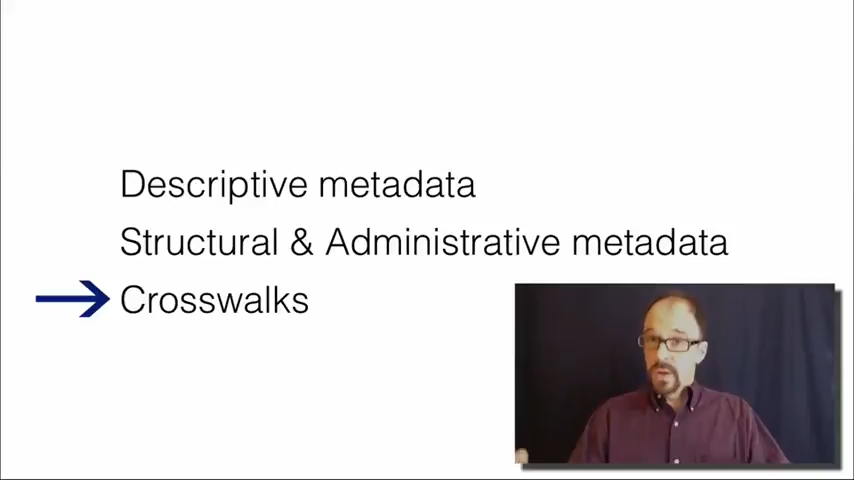 Descriptive metadata
Structural & Administrative metadata
Crosswalks